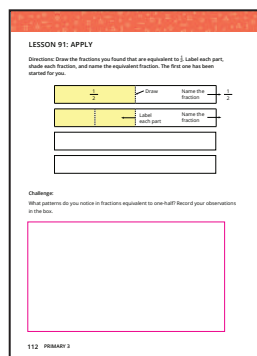 LESSON 91: APPLY
Directions: Draw the fractions you found that are equivalent to 1/2. Label each part,
shade each fraction, and name the equivalent fraction. The first one has been
started for you.
1/2 Draw Name the fraction 1/2
Label each part Name the fraction
Challenge:
What patterns do you notice in fractions equivalent to one-half? Record your observations
in the box.
112 PRIMARY 3